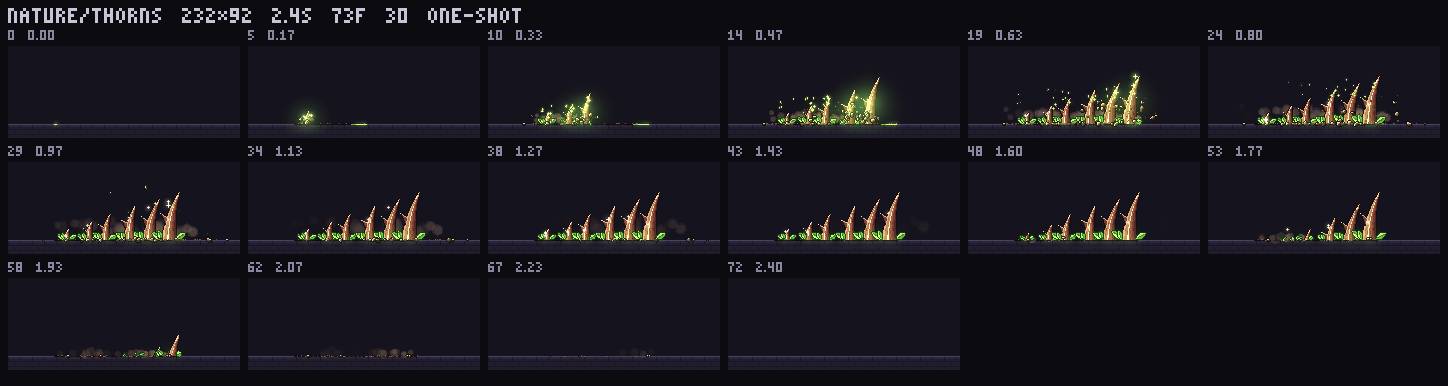 NATURE/THORNS 232×92 2.4S 73F 30 ONE-SHOT
0 0.00 5 0.17 10 0.33 14 0.47 19 0.63 24 0.80
29 0.97 34 1.13 38 1.27 43 1.43 48 1.60 53 1.77
58 1.93 62 2.07 67 2.23 72 2.40